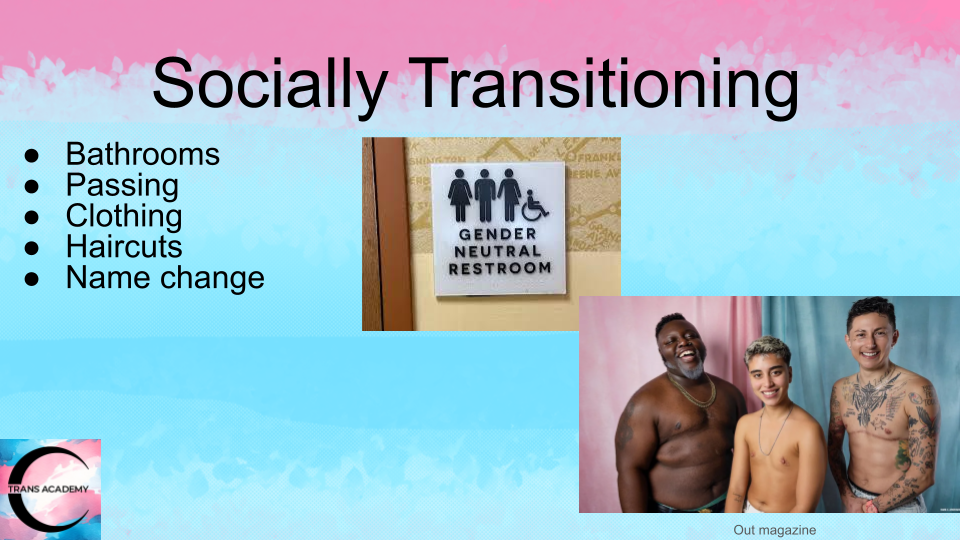 Socially Transitioning
● Bathrooms
● Passing
● Clothing
● Haircuts
● Name change
GENDER
NEUTRAL
RESTROOM
TRANS ACADEMY
Out magazine